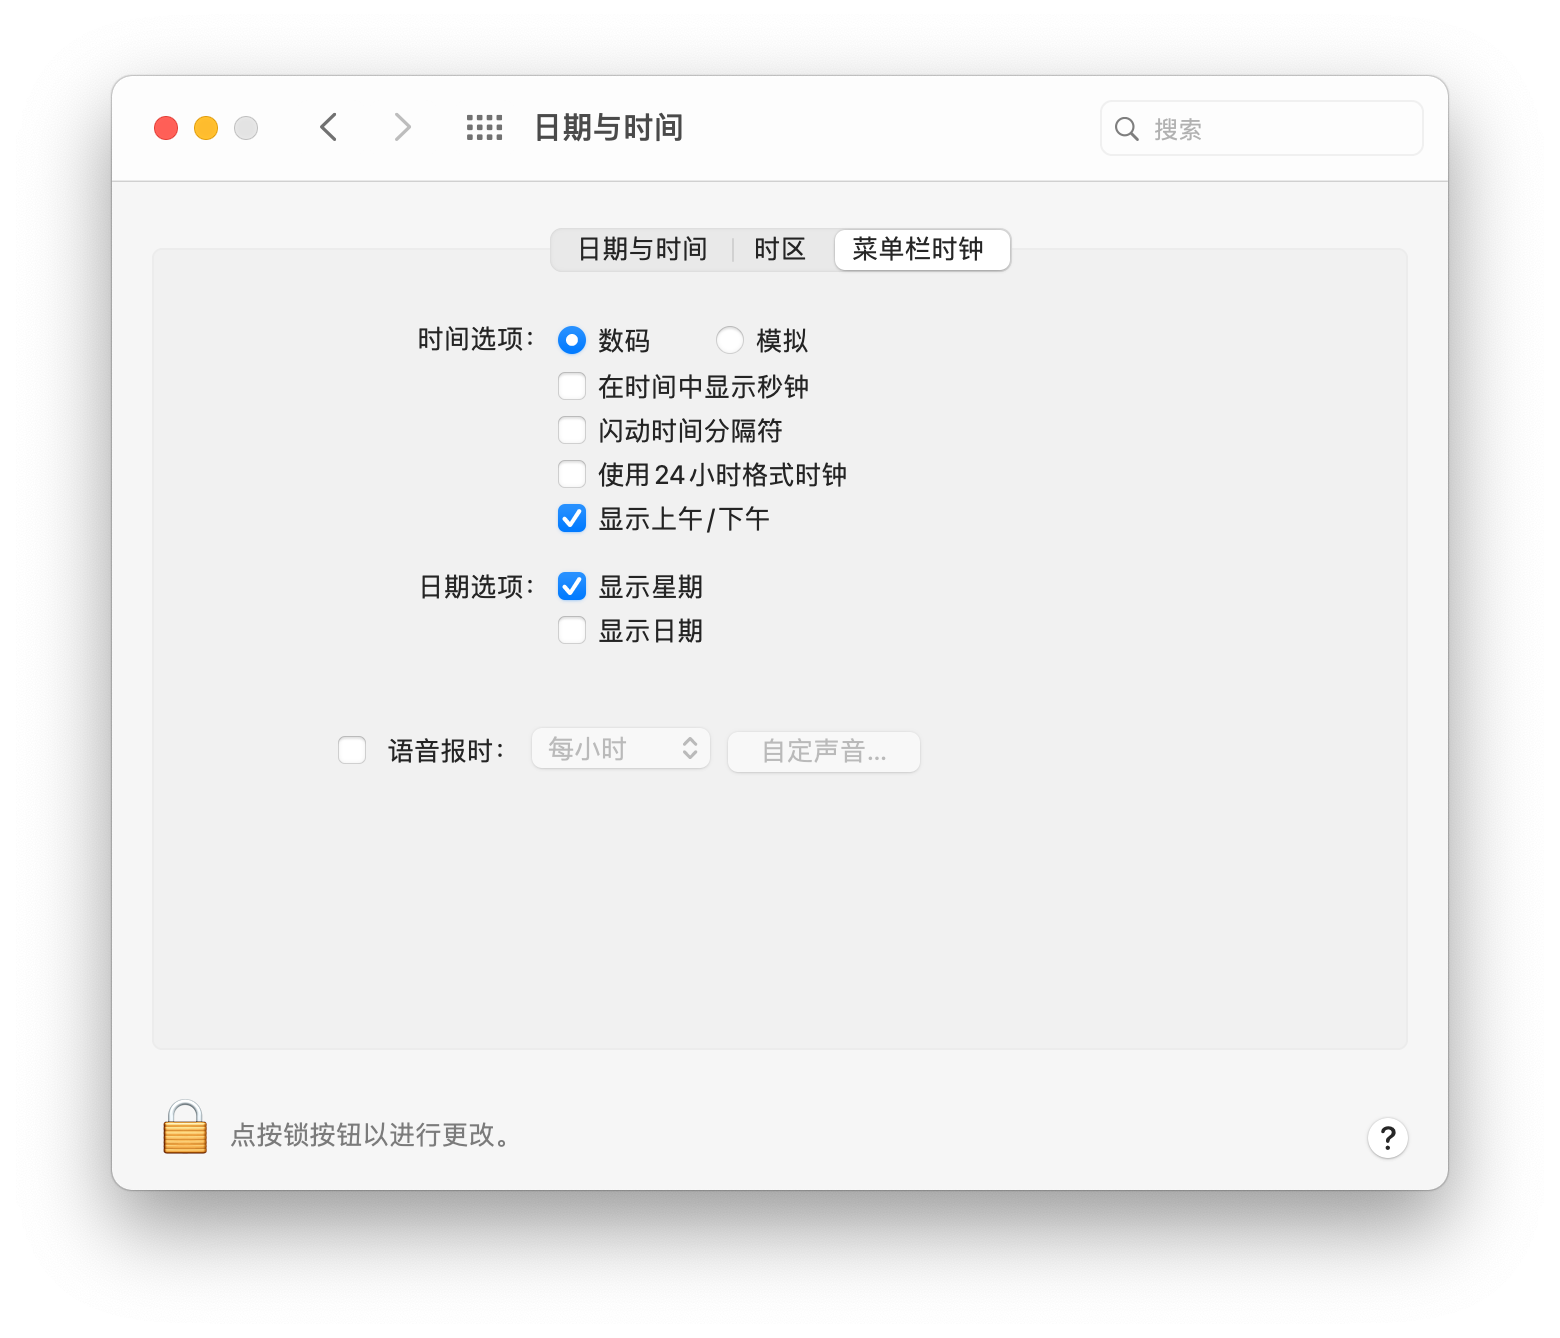 日期与时间
搜索
日期与时间 时区 菜单栏时钟
时间选项： 数码 模拟
在时间中显示秒钟
闪动时间分隔符
使用24小时格式时钟
显示上午/下午
日期选项： 显示星期
显示日期
语音报时： 每小时 自定声音...
点按锁按钮以进行更改。
?